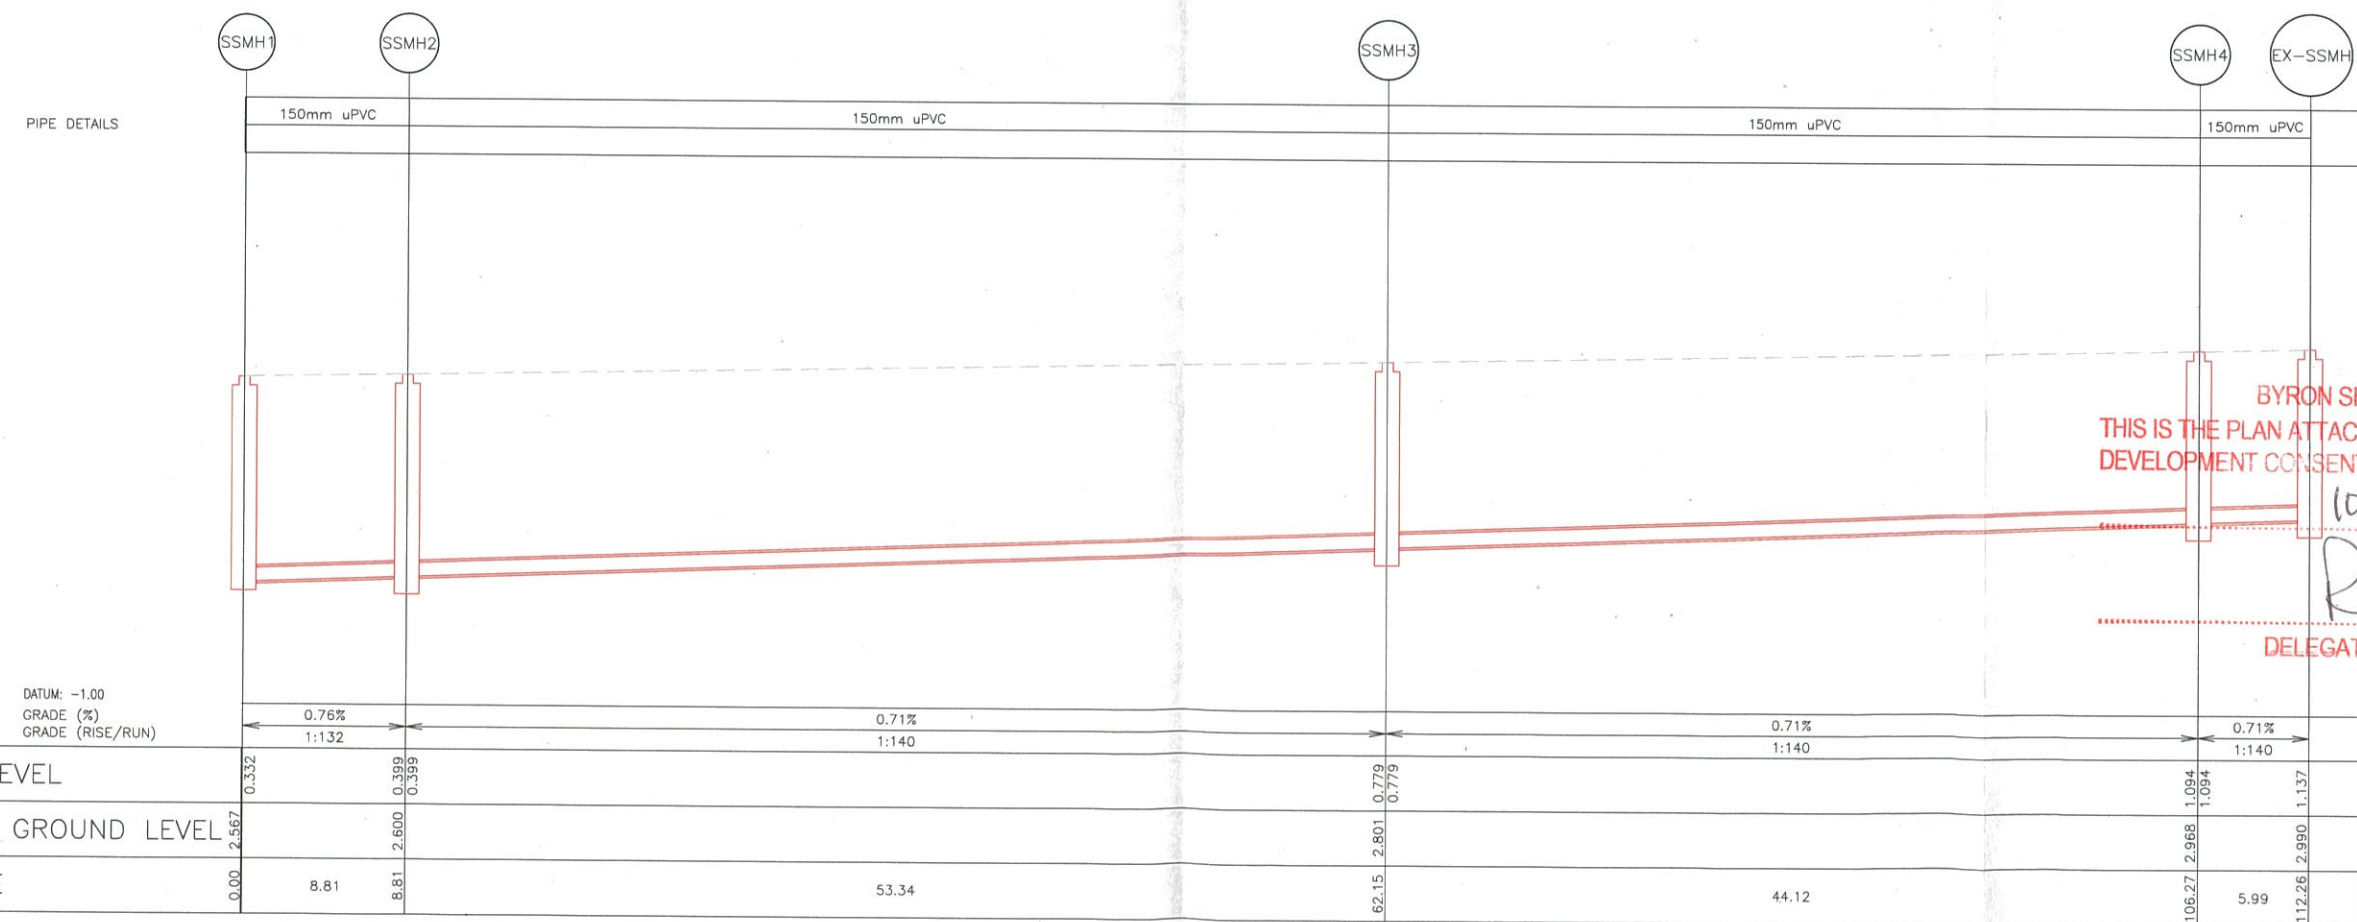 SSMH1 SSMH2 SSMH3 SSMH4 EX-SSMH
PIPE DETAILS
150mm uPVC 150mm uPVC 150mm uPVC 150mm uPVC
BYRON S
THIS IS THE PLAN ATTAC
DEVELOPMENT CONSENT
10
R
DELEGAT
DATUM: -1.00
GRADE (%) 0.76% 0.71% 0.71% 0.71%
GRADE (RISE/RUN) 1:132 1:140 1:140 1:140
EVEL 0.332 0.399 0.399 0.779 0.779 1.094 1.094 1.137
GROUND LEVEL 2.567 2.600 2.801 2.968 2.990
0.00 8.81 8.81 53.34 62.15 44.12 106.27 5.99 112.26